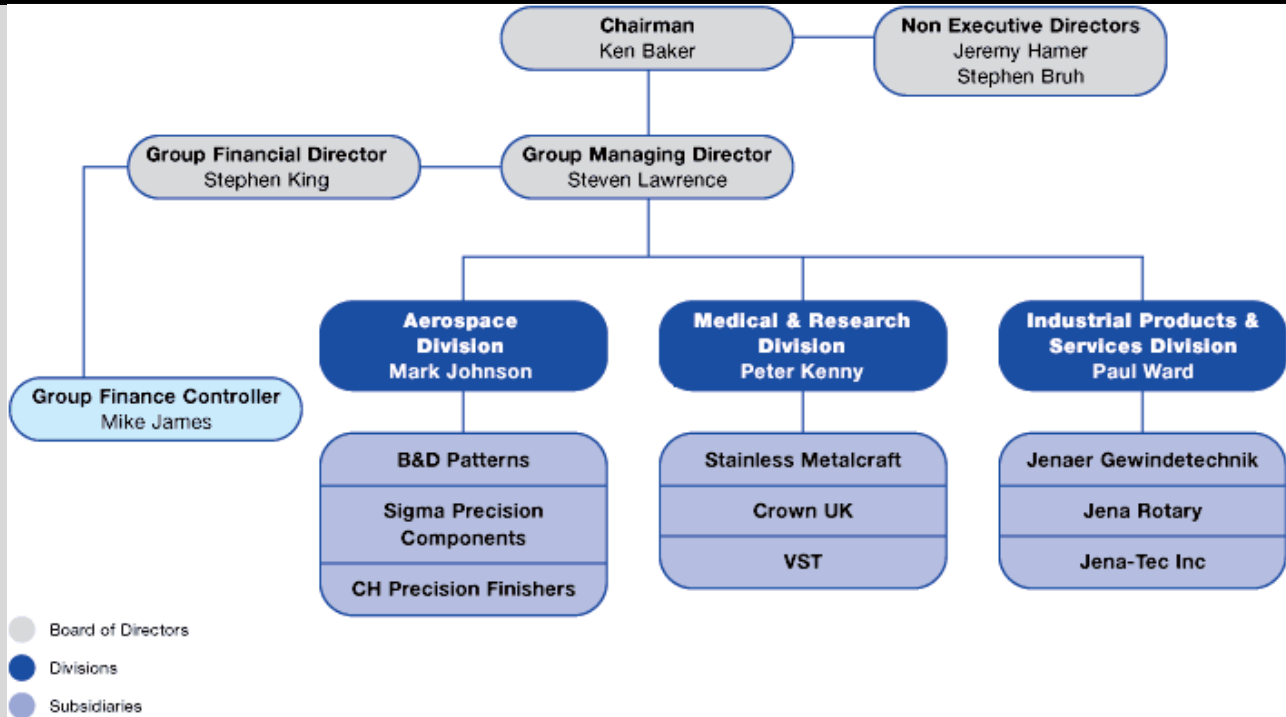 Chairman
Ken Baker
Non Executive Directors
Jeremy Hamer
Stephen Bruh
Group Financial Director
Stephen King
Group Managing Director
Steven Lawrence
Aerospace
Division
Mark Johnson
Medical & Research
Division
Peter Kenny
Industrial Products &
Services Division
Paul Ward
Group Finance Controller
Mike James
B&D Patterns
Sigma Precision
Components
CH Precision Finishers
Stainless Metalcraft
Crown UK
VST
Jenaer Gewindetechnik
Jena Rotary
Jena-Tec Inc
Board of Directors
Divisions
Subsidiaries